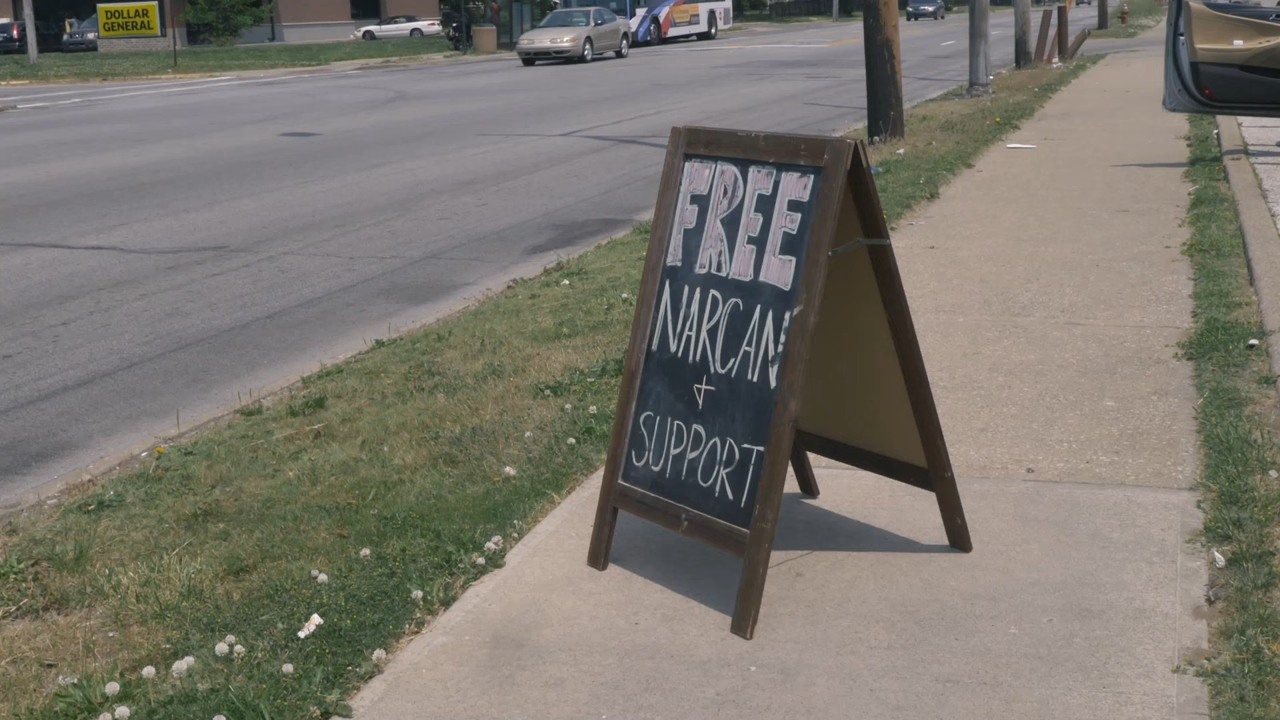 DOLLAR
GENERAL
FREE
NARCAN
+
SUPPORT